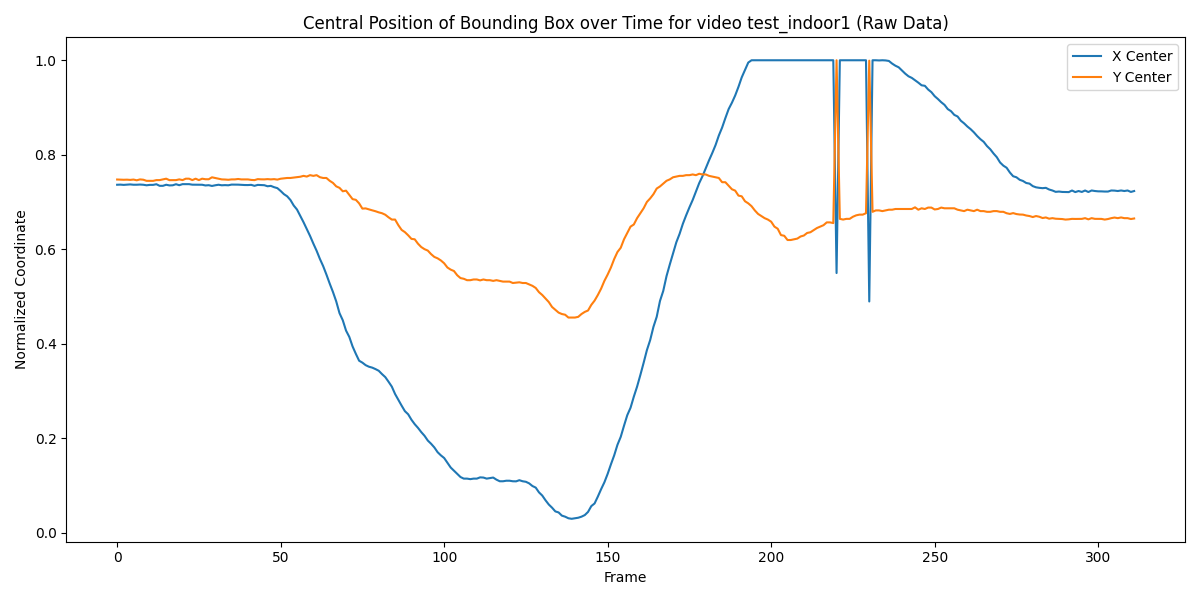 Central Position of Bounding Box over Time for video test_indoor1 (Raw Data)
X Center
Y Center
1.0
0.8
0.6
0.4
0.2
0.0
Normalized Coordinate
0 50 100 150 200 250 300
Frame